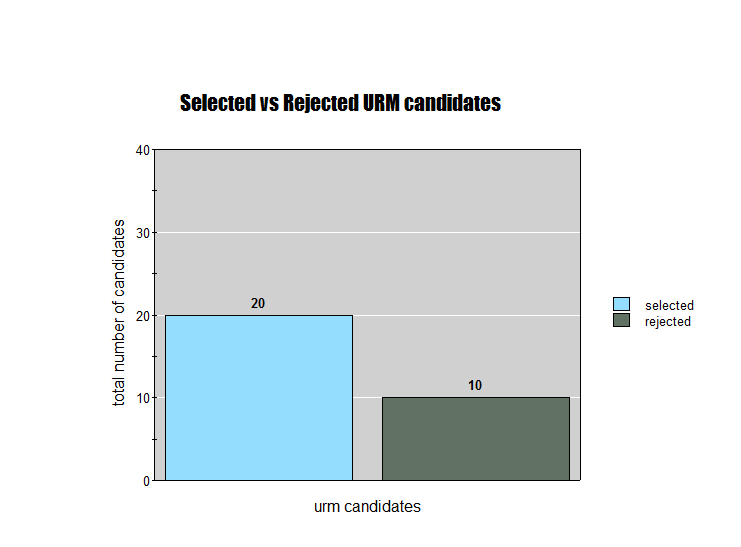 Selected vs Rejected URM candidates
total number of candidates
40
30
20
10
0
20
10
urm candidates
selected
rejected